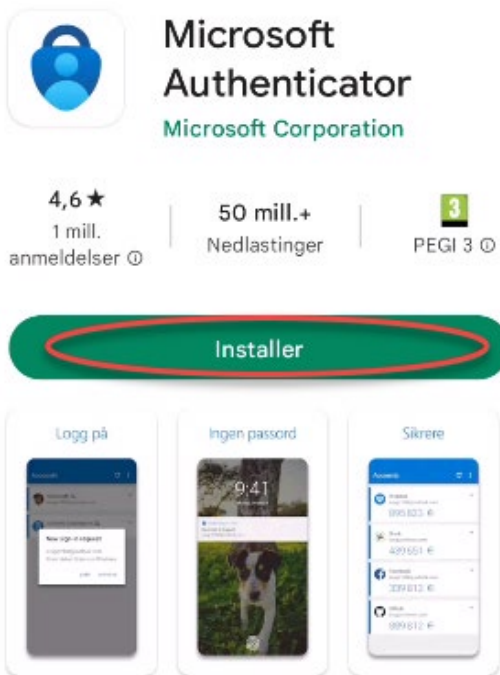 Microsoft
Authenticator
Microsoft Corporation
4,6★
1 mill.
anmeldelser
50 mill.+
Nedlastinger
3
PEGI 3
Installer
Logg på
Ingen passord
Sikrere
9:41
Accounts